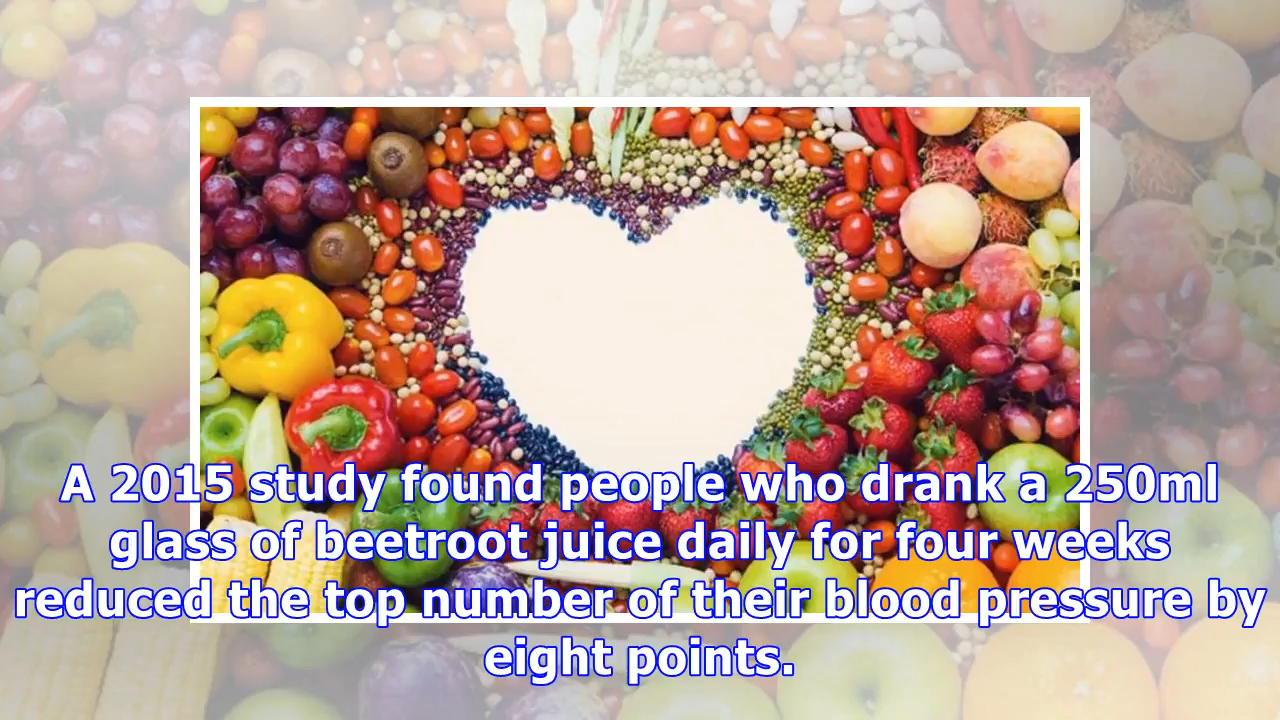 A 2015 study found people who drank a 250ml
glass of beetroot juice daily for four weeks
reduced the top number of their blood pressure by
eight points.